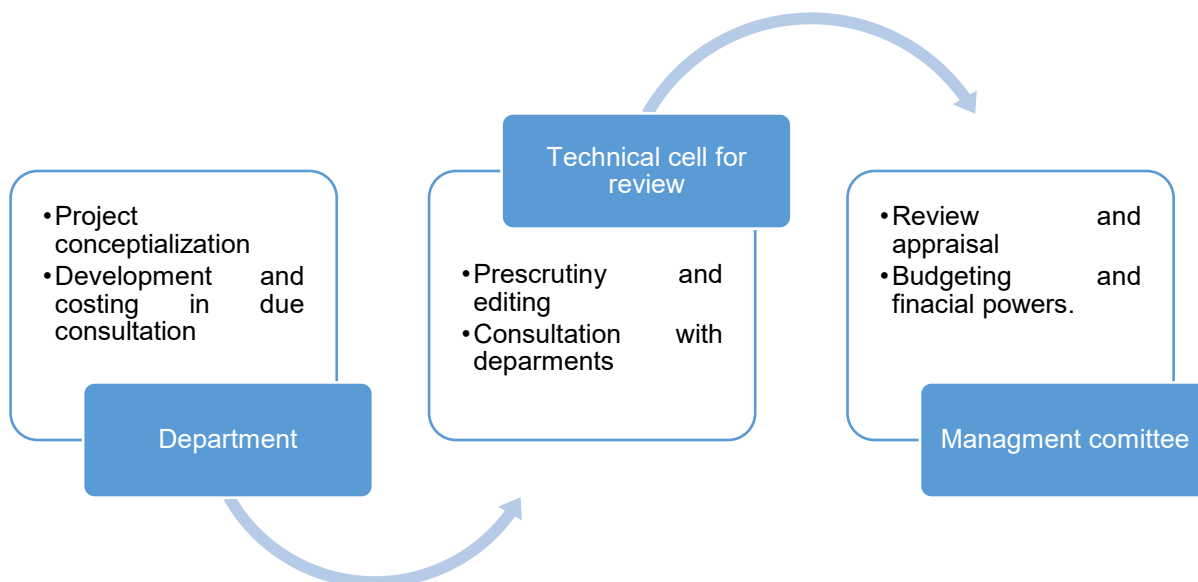 •Project
conceptialization
•Development and
costing in due
consultation
Department
Technical cell for
review
•Prescrutiny and
editing
•Consultation with
deparments
•Review and
appraisal
•Budgeting and
finacial powers.
Managment comittee